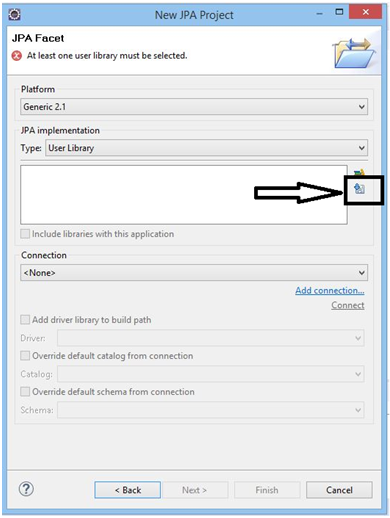 New JPA Project
JPA Facet
At least one user library must be selected.
Platform
Generic 2.1
JPA implementation
Type: User Library
Include libraries with this application
Connection
<None>
Add connection...
Connect
Add driver library to build path
Driver:
Override default catalog from connection
Catalog:
Override default schema from connection
Schema:
< Back Next > Finish Cancel